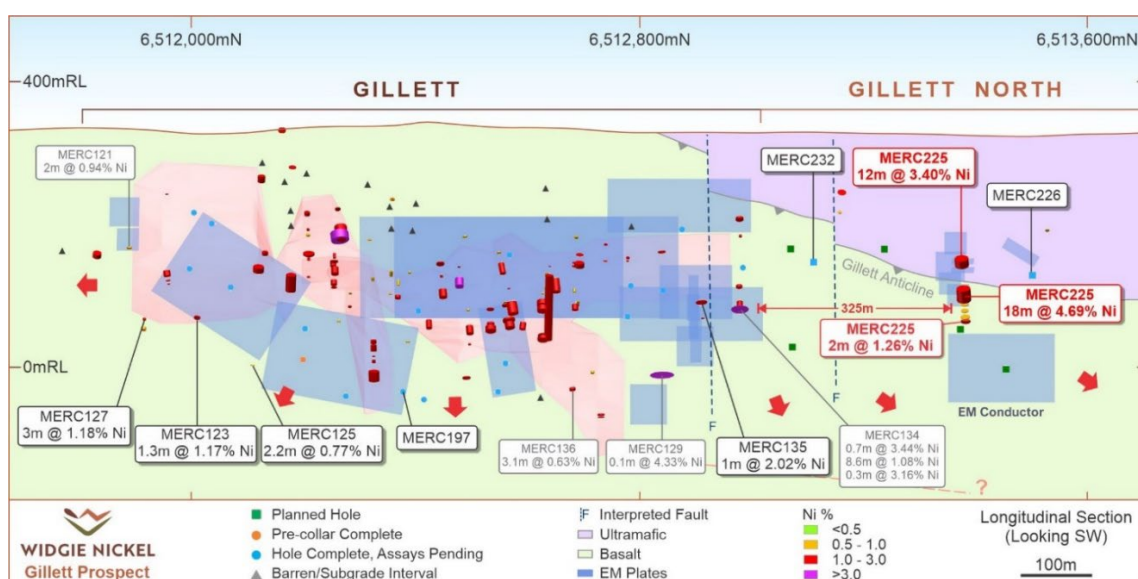 6,512,000mN
6,512,800mN
6,513,600mN
400mRL
GILLETT
GILLETT NORTH
MERC121
2m @ 0.94% Ni
MERC232
MERC225
12m @ 3.40% Ni
MERC226
Gillett Anticline
325m
MERC225
18m @ 4.69% Ni
MERC225
2m @ 1.26% Ni
0mRL
EM Conductor
F
F
MERC127
3m @ 1.18% Ni
MERC123
1.3m @ 1.17% Ni
MERC125
2.2m @ 0.77% Ni
MERC197
MERC136
3.1m @ 0.63% Ni
MERC129
0.1m @ 4.33% Ni
MERC135
1m @ 2.02% Ni
MERC134
0.7m @ 3.44% Ni
8.6m @ 1.08% Ni
0.3m @ 3.16% Ni
?
WIDGIE NICKEL
Gillett Prospect
Planned Hole
Pre-collar Complete
Hole Complete, Assays Pending
Barren/Subgrade Interval
F Interpreted Fault
Ultramafic
Basalt
EM Plates
Ni %
<0.5
0.5 - 1.0
1.0 - 3.0
>3.0
Longitudinal Section
(Looking SW)
100m